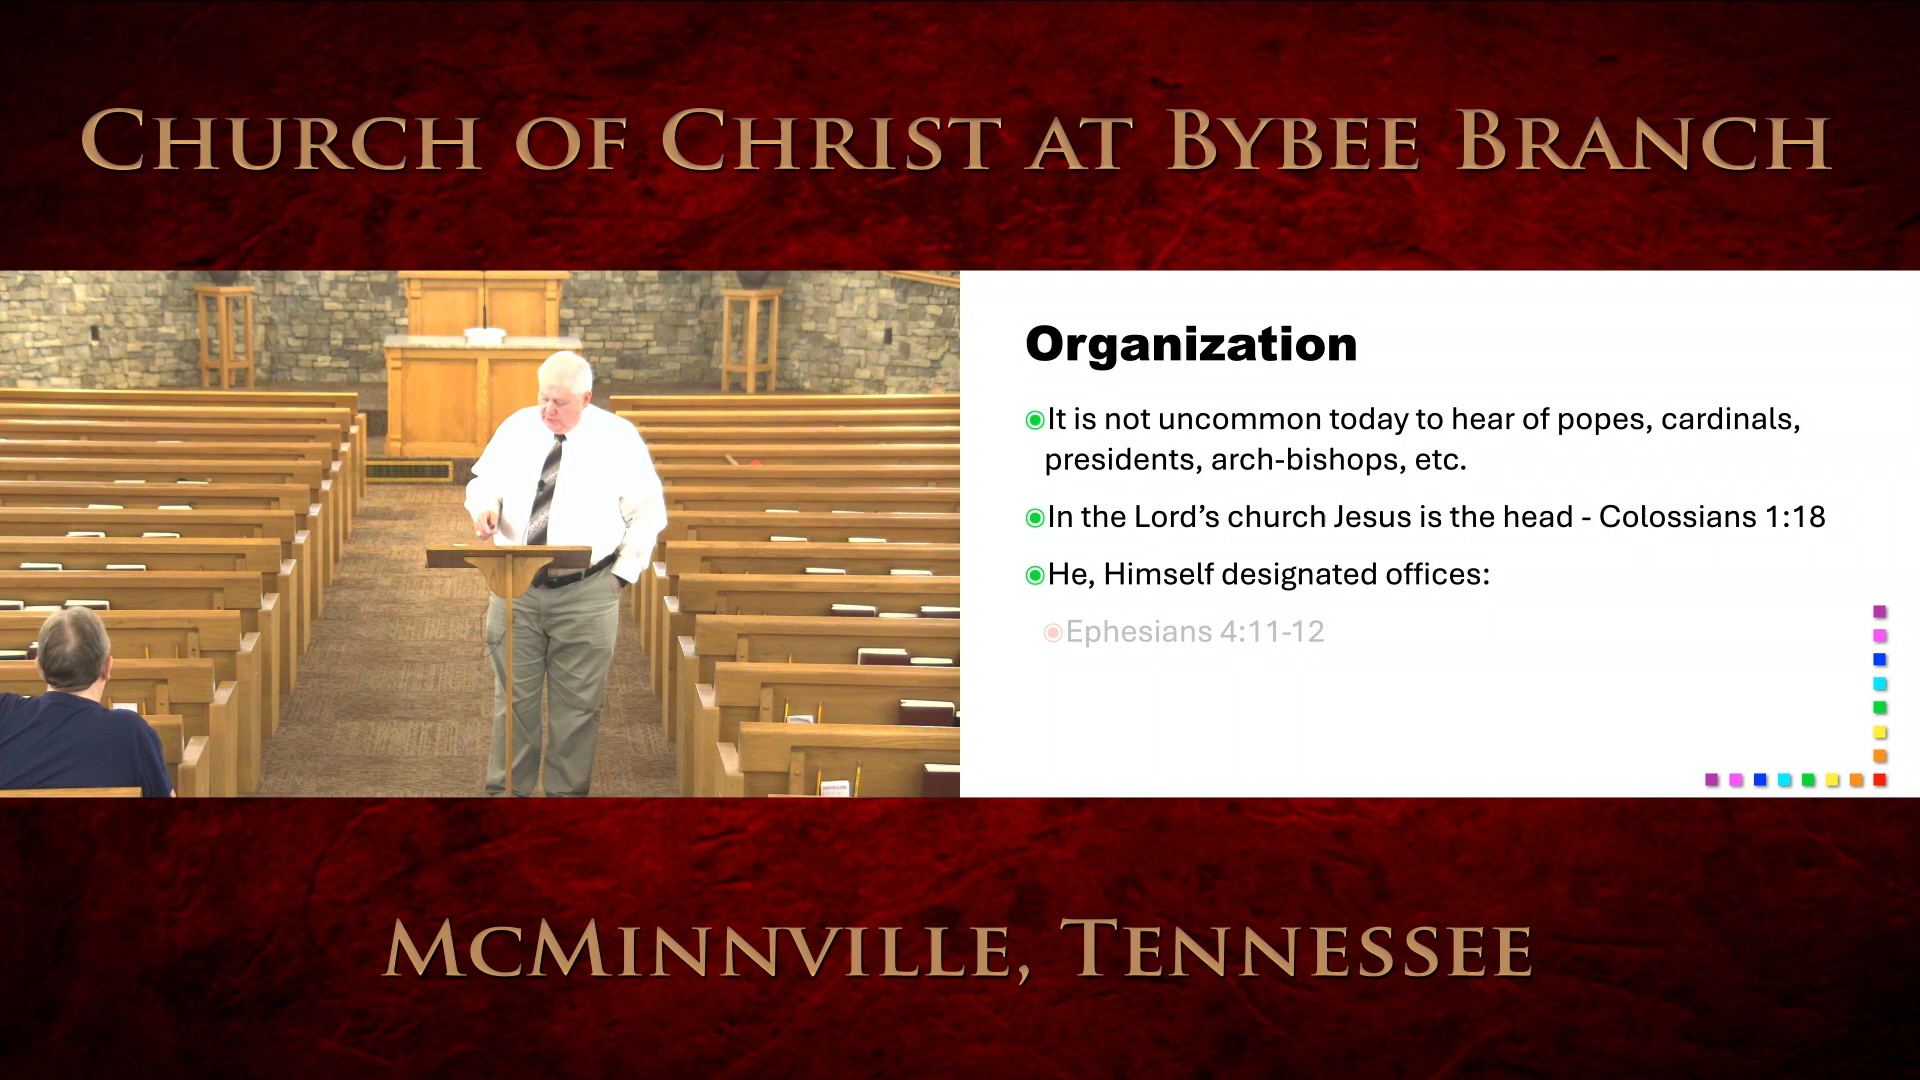 Church of Christ at Bybee Branch
Organization
It is not uncommon today to hear of popes, cardinals,
presidents, arch-bishops, etc.
In the Lord’s church Jesus is the head - Colossians 1:18
He, Himself designated offices:
Ephesians 4:11-12
McMinnville, Tennessee